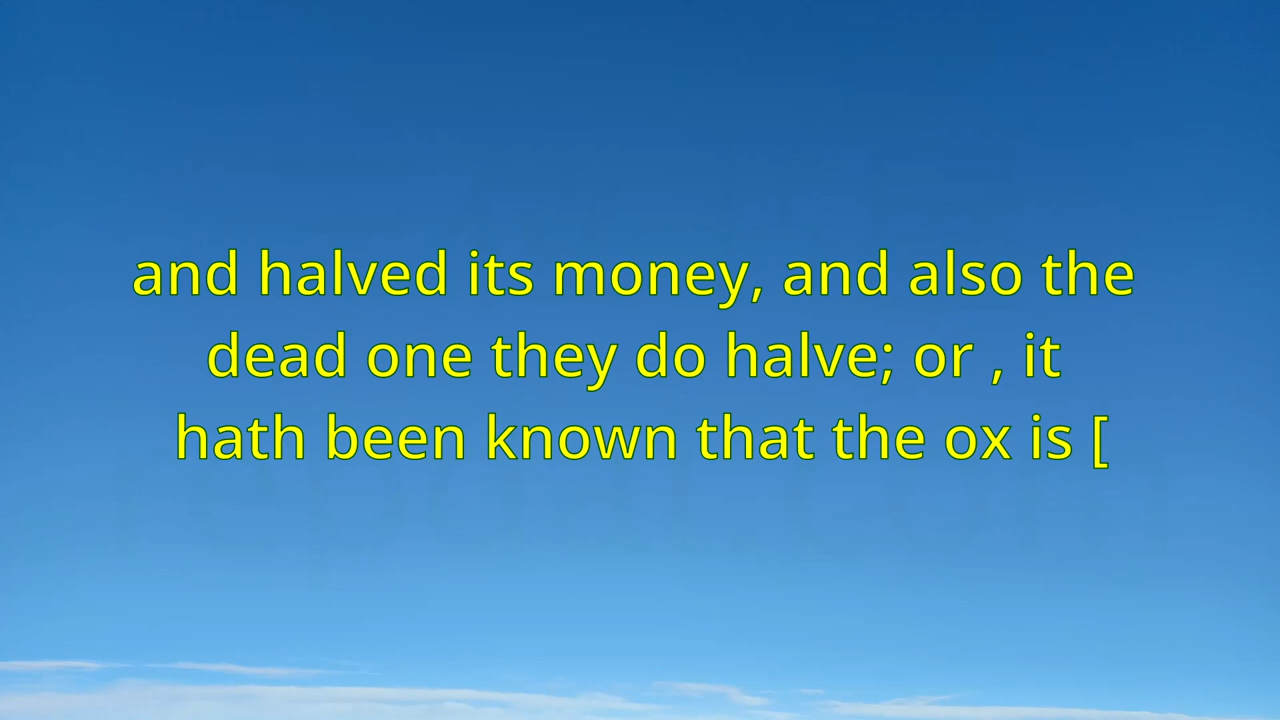 and halved its money, and also the
dead one they do halve; or , it
hath been known that the ox is [